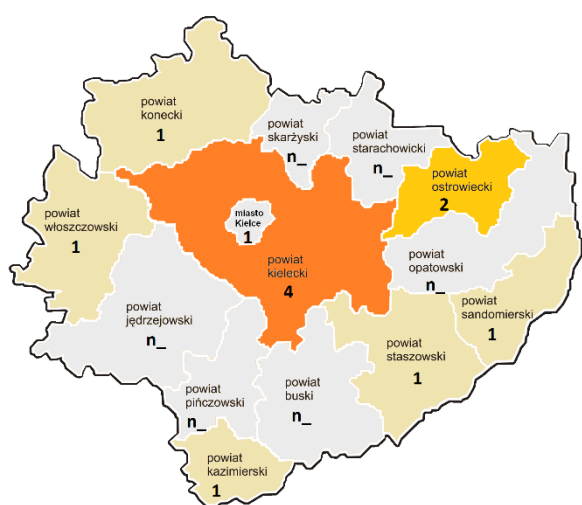 powiat
konecki
1
powiat
skarżyski
n_
powiat
starachowicki
n_
powiat
ostrowiecki
2
powiat
włoszczowski
1
miasto
Kielce
1
powiat
kielecki
4
powiat
opatowski
n_
powiat
sandomierski
1
powiat
jędrzejowski
n_
powiat
staszowski
1
powiat
pińczowski
n_
powiat
buski
n_
powiat
kazimierski
1